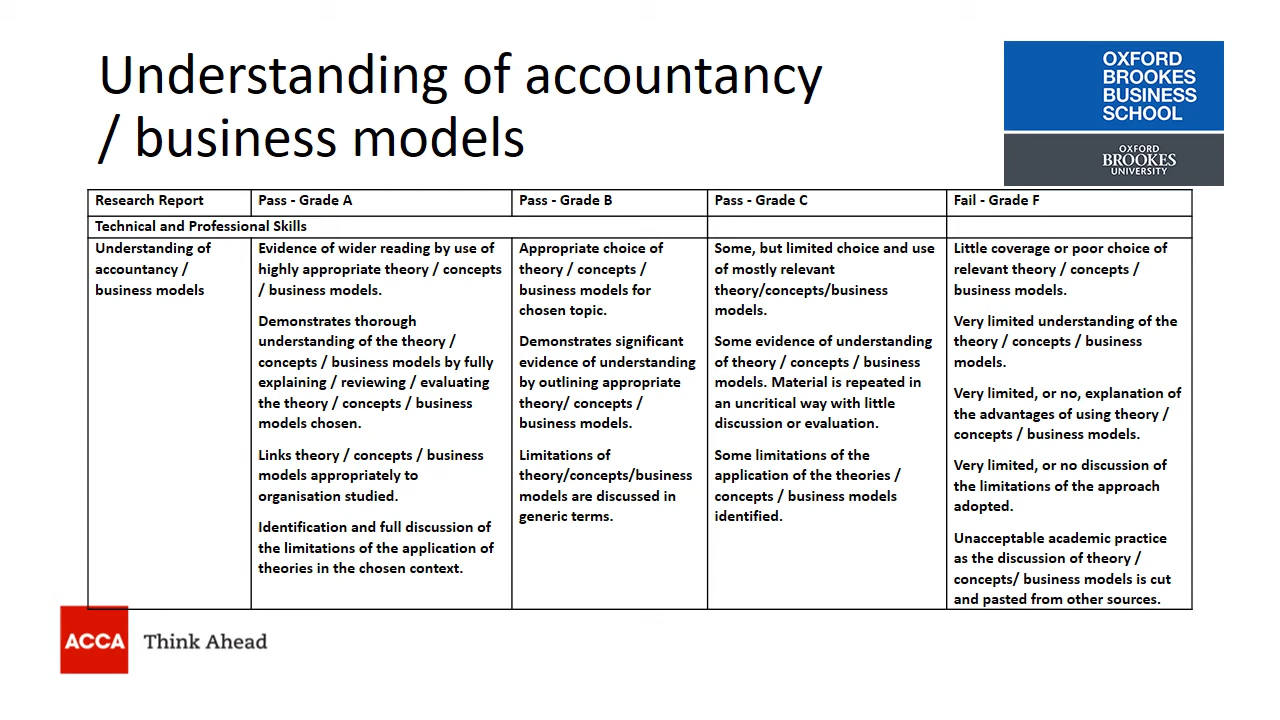 Understanding of accountancy
/ business models
OXFORD
BROOKES
BUSINESS
SCHOOL
OXFORD
BROOKES
UNIVERSITY
Research Report
Pass - Grade A
Pass - Grade B
Pass - Grade C
Fail - Grade F
Technical and Professional Skills
Understanding of
accountancy /
business models
Evidence of wider reading by use of
highly appropriate theory / concepts
/ business models.
Demonstrates thorough
understanding of the theory /
concepts / business models by fully
explaining / reviewing / evaluating
the theory / concepts / business
models chosen.
Links theory / concepts / business
models appropriately to
organisation studied.
Identification and full discussion of
the limitations of the application of
theories in the chosen context.
Appropriate choice of
theory / concepts /
business models for
chosen topic.
Demonstrates significant
evidence of understanding
by outlining appropriate
theory/ concepts /
business models.
Limitations of
theory/concepts/business
models are discussed in
generic terms.
Some, but limited choice and use
of mostly relevant
theory/concepts/business
models.
Some evidence of understanding
of theory / concepts / business
models. Material is repeated in
an uncritical way with little
discussion or evaluation.
Some limitations of the
application of the theories /
concepts / business models
identified.
Little coverage or poor choice of
relevant theory / concepts /
business models.
Very limited understanding of the
theory / concepts / business
models.
Very limited, or no, explanation of
the advantages of using theory /
concepts / business models.
Very limited, or no discussion of
the limitations of the approach
adopted.
Unacceptable academic practice
as the discussion of theory /
concepts/ business models is cut
and pasted from other sources.
ACCA
Think Ahead